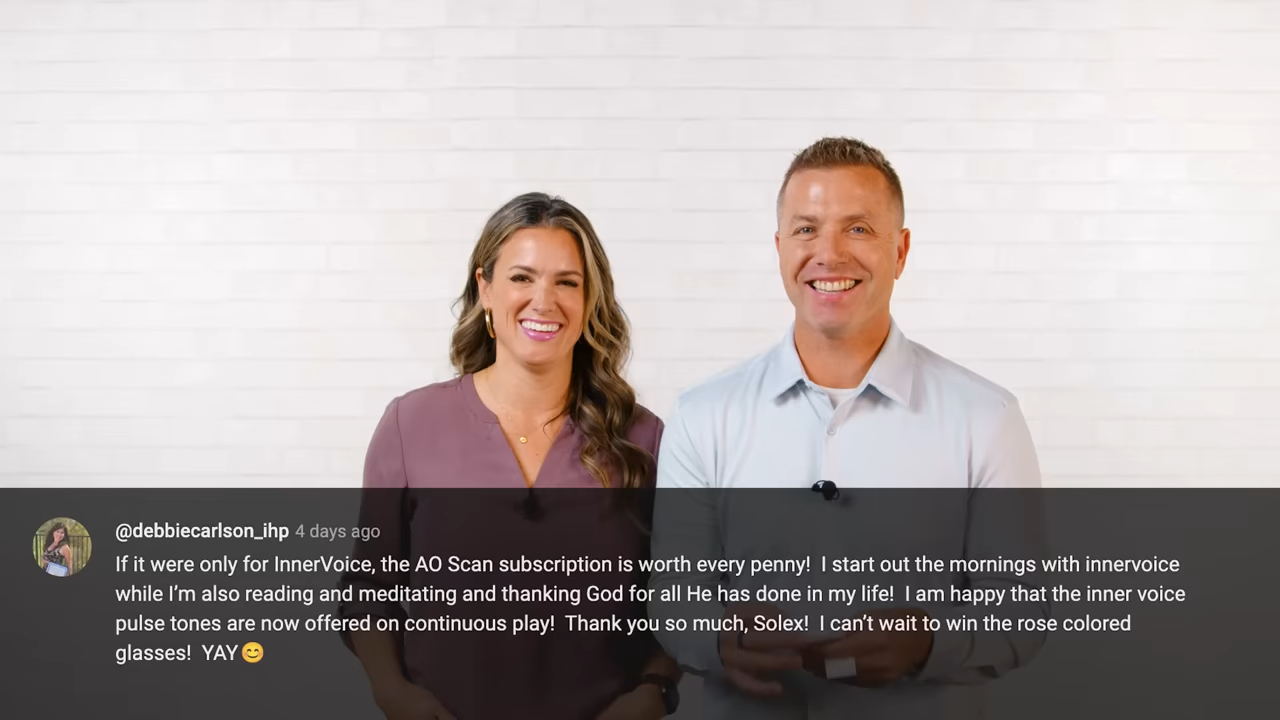 @debbiecarlson_ihp 4 days ago
If it were only for InnerVoice, the AO Scan subscription is worth every penny!  I start out the mornings with innervoice
while I’m also reading and meditating and thanking God for all He has done in my life!  I am happy that the inner voice
pulse tones are now offered on continuous play!  Thank you so much, Solex!  I can’t wait to win the rose colored
glasses!  YAY😊